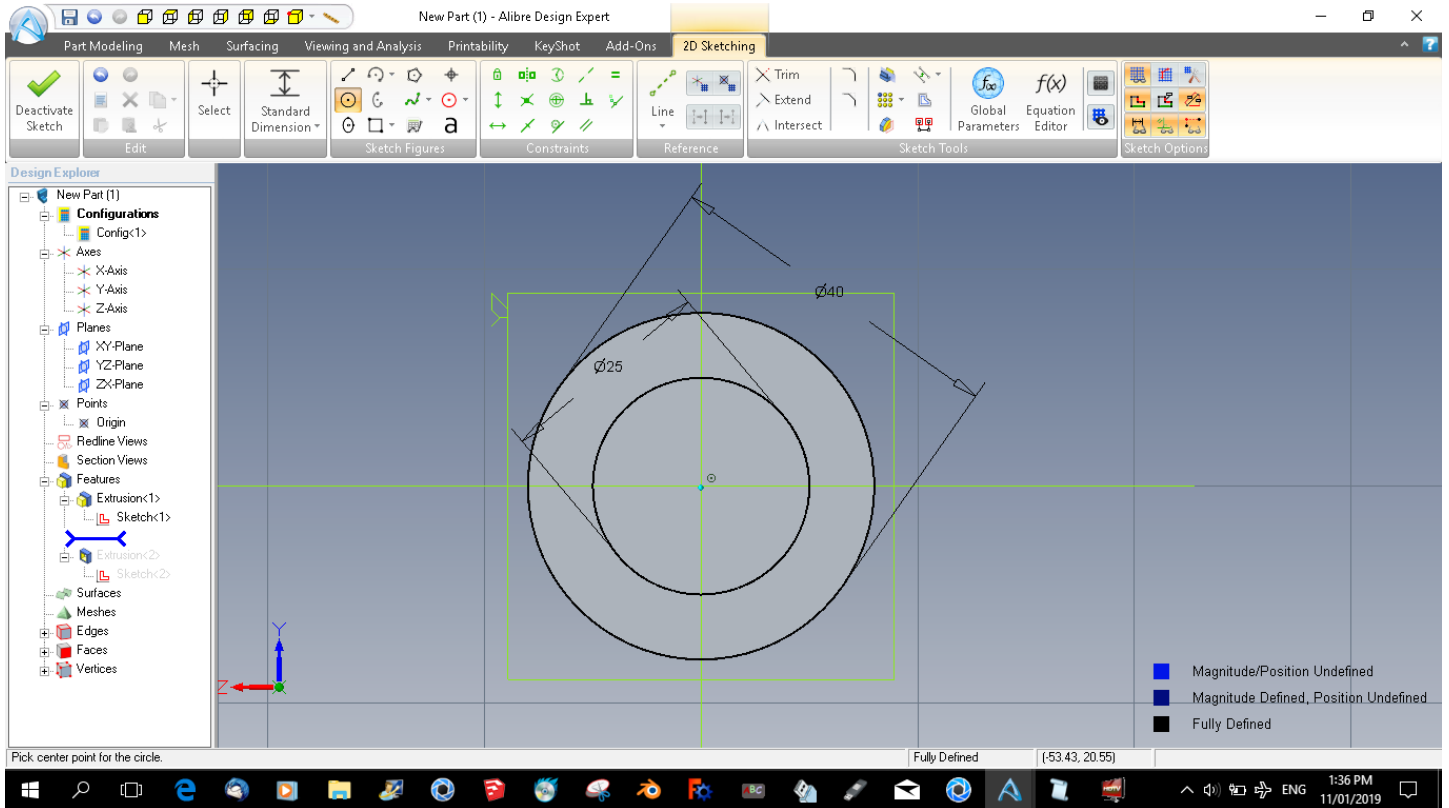 New Part (1) - Alibre Design Expert
Part Modeling Mesh Surfacing Viewing and Analysis Printability KeyShot Add-Ons 2D Sketching
Deactivate Sketch
Edit
Select
Standard Dimension
a
Sketch Figures
Constraints
Line
Reference
Trim
Extend
Intersect
Global Parameters
f(x)
Equation Editor
Sketch Tools
Sketch Options
Design Explorer
New Part (1)
Configurations
Config<1>
Axes
X-Axis
Y-Axis
Z-Axis
Planes
XY-Plane
YZ-Plane
ZX-Plane
Points
Origin
Redline Views
Section Views
Features
Extrusion<1>
Sketch<1>
Extrusion<2>
Sketch<2>
Surfaces
Meshes
Edges
Faces
Vertices
Ø40
Ø25
Y
Z
Magnitude/Position Undefined
Magnitude Defined, Position Undefined
Fully Defined
Pick center point for the circle. Fully Defined (-53.43, 20.55)
ENG 1:36 PM
11/01/2019